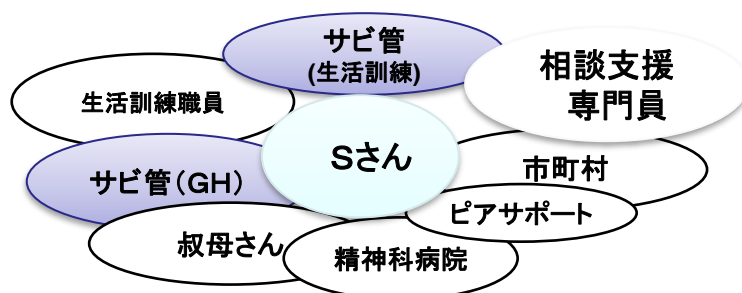 サビ管
(生活訓練)
相談支援
専門員
生活訓練職員
Sさん
市町村
サビ管(GH)
ピアサポート
叔母さん
精神科病院